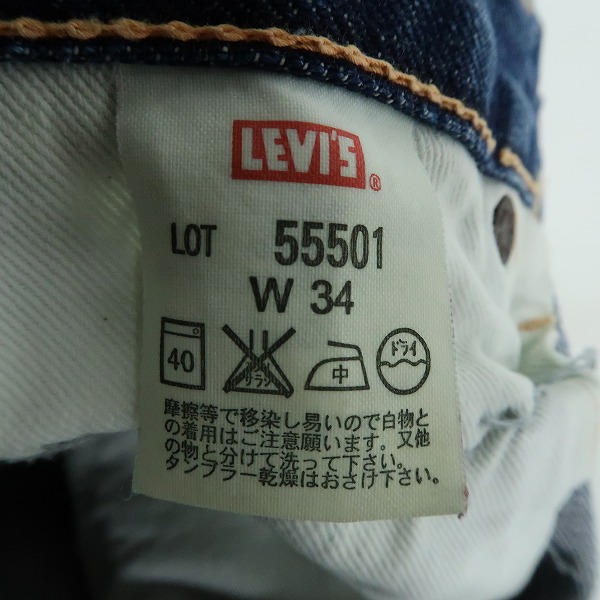 LEVI'S®
LOT 55501
W 34
40 サラシ 中 ドライ
摩擦等で移染し易いので白物と
の着用はご注意願います。又他
の物と分けて洗って下さい。
タンブラー乾燥はおさけ下さい。